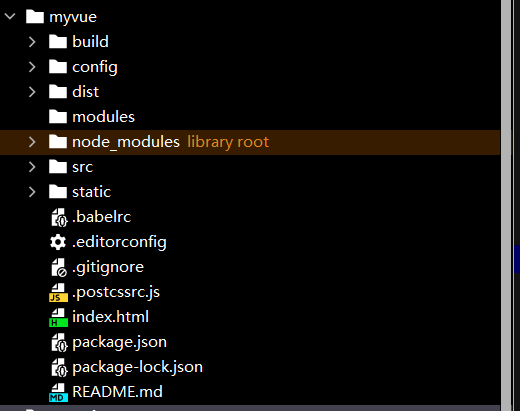 myvue
build
config
dist
modules
node_modules library root
src
static
.babelrc
.editorconfig
.gitignore
.postcssrc.js
index.html
package.json
package-lock.json
README.md